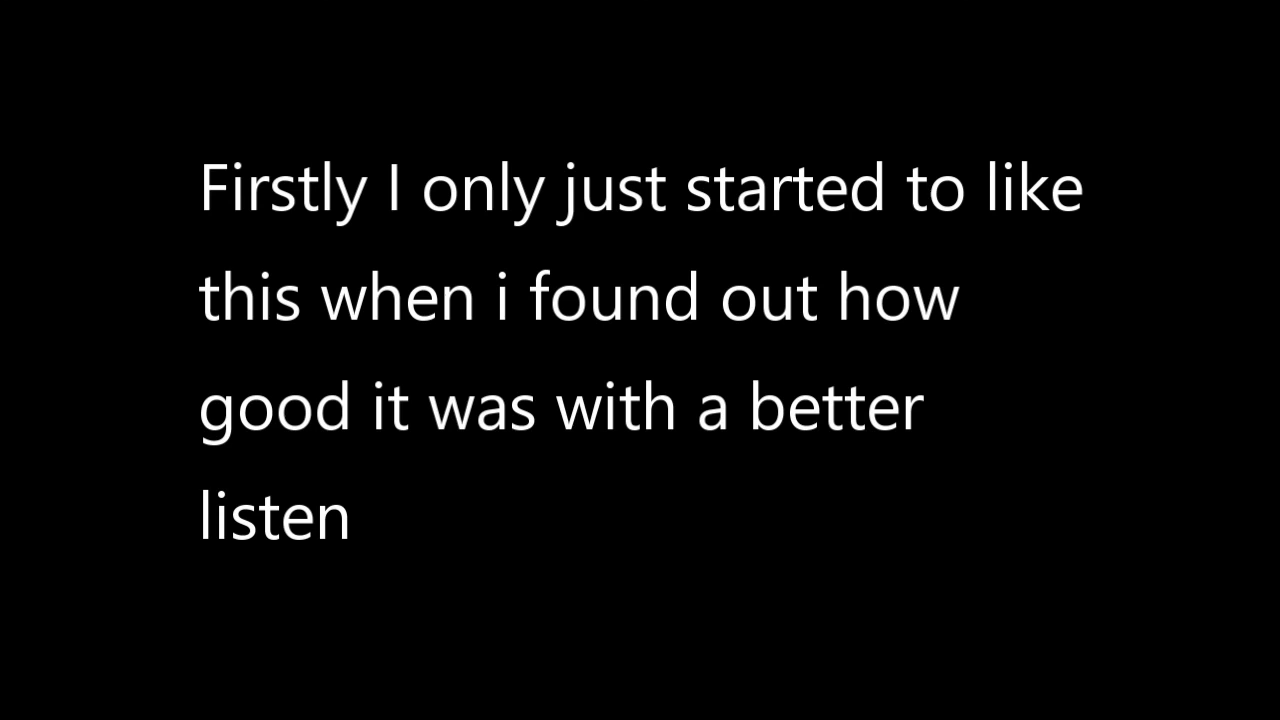 Firstly I only just started to like
this when i found out how
good it was with a better
listen